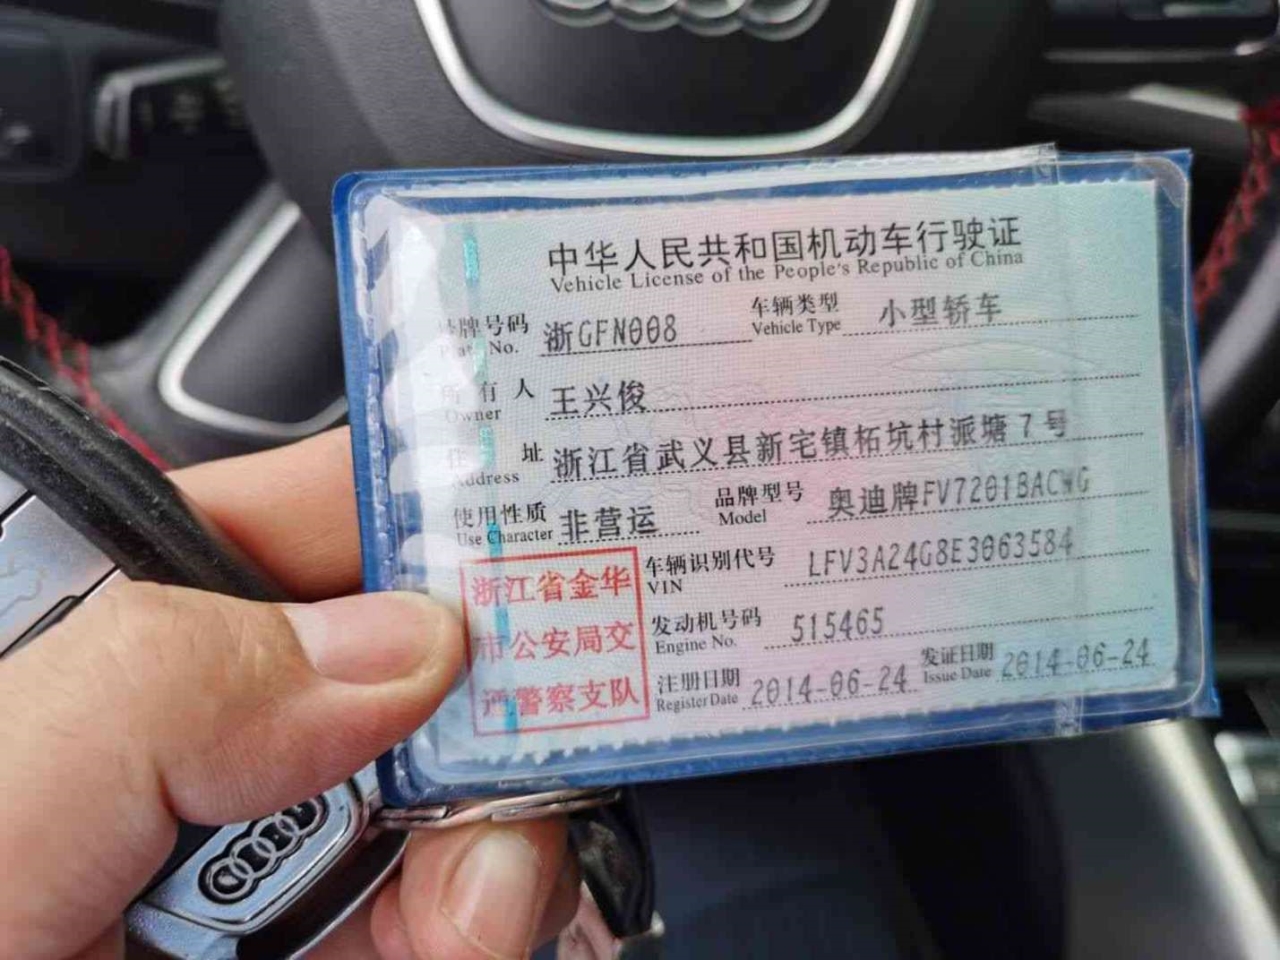 中华人民共和国机动车行驶证
Vehicle License of the People's Republic of China
号牌号码 浙GFN008 车辆类型 小型轿车
Plate No. Vehicle Type
所有人 王兴俊
Owner
住址 浙江省武义县新宅镇柘坑村派塘7号
Address
使用性质 非营运 品牌型号 奥迪牌FV7201BACWG
Use Character Model
浙江省金华
市公安局交
通警察支队
车辆识别代号 LFV3A24G8E3063584
VIN
发动机号码 515465
Engine No.
注册日期 2014-06-24 发证日期 2014-06-24
Register Date Issue Date